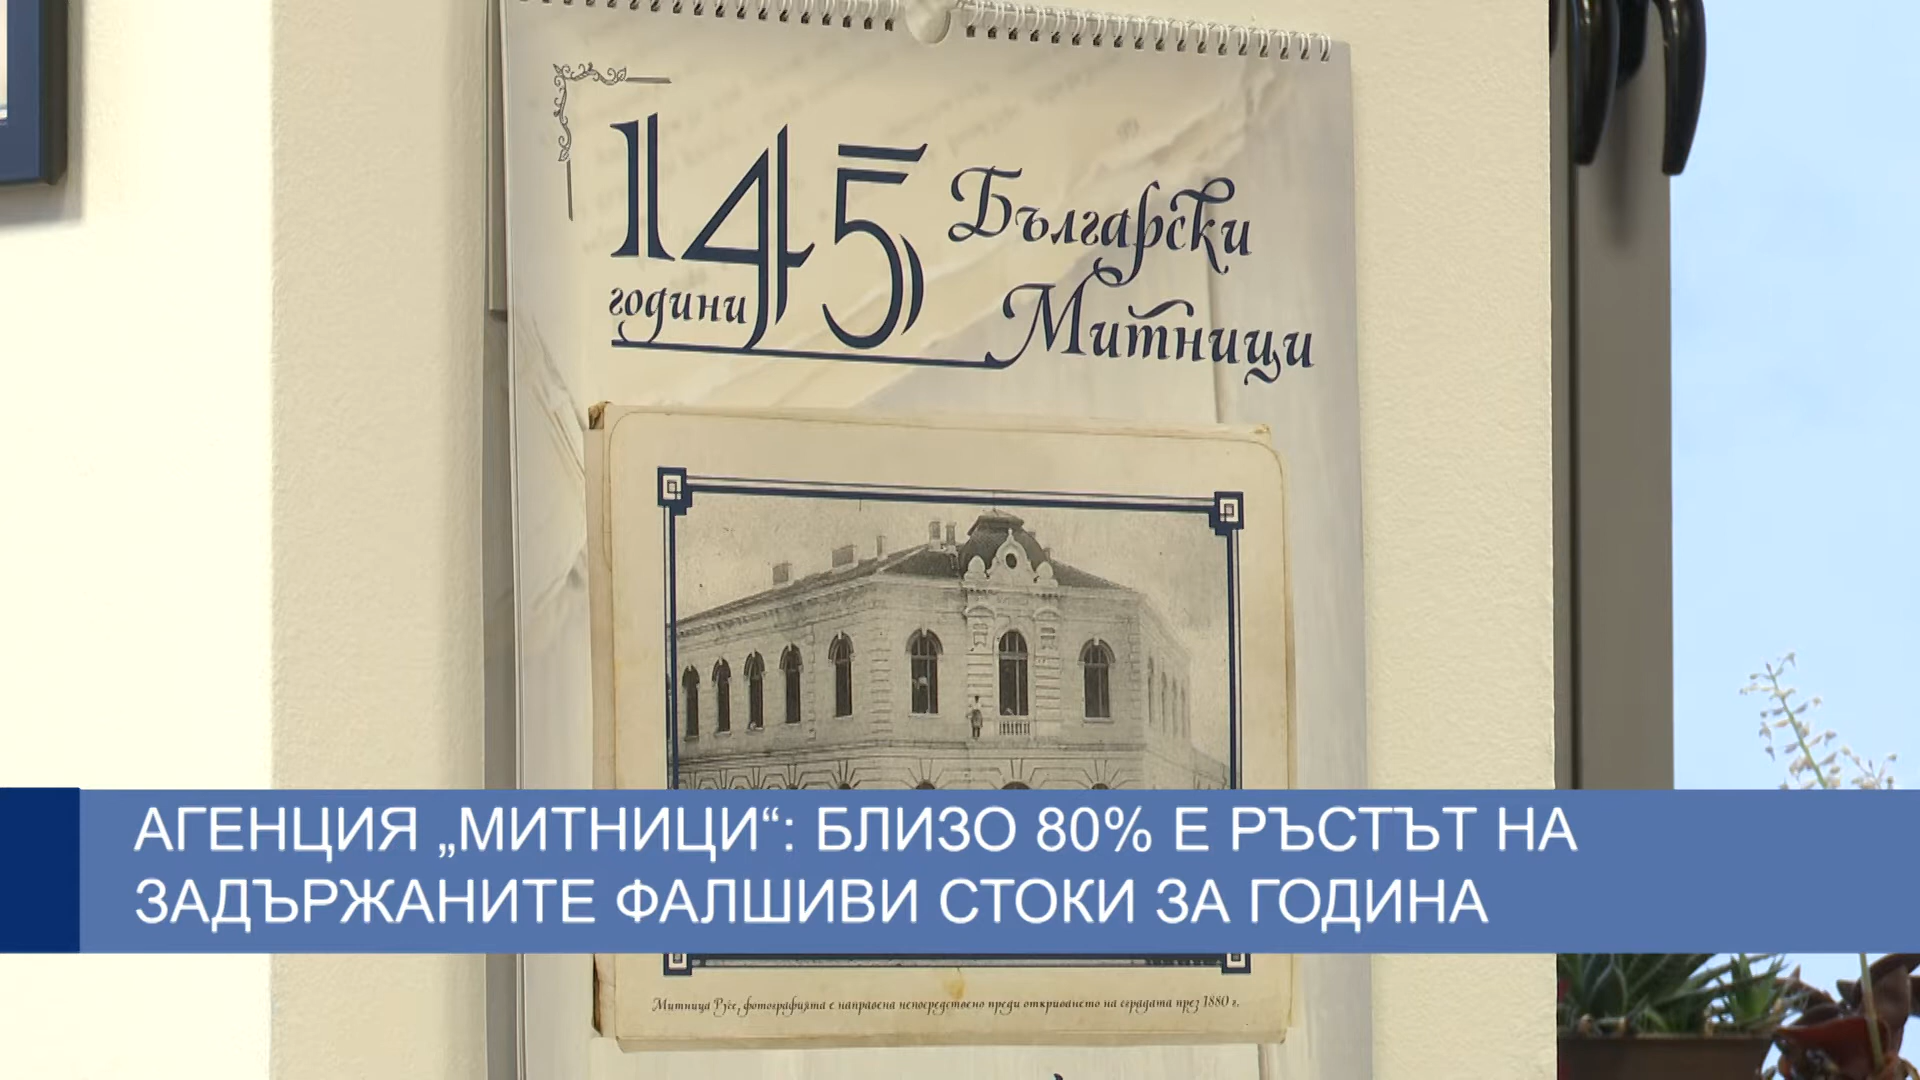 145 Български
години Митници
АГЕНЦИЯ „МИТНИЦИ“: БЛИЗО 80% Е РЪСТЪТ НА
ЗАДЪРЖАНИТЕ ФАЛШИВИ СТОКИ ЗА ГОДИНА
Митница Русе, фотографията е направена непосредствено преди откриването на сградата през 1880 г.